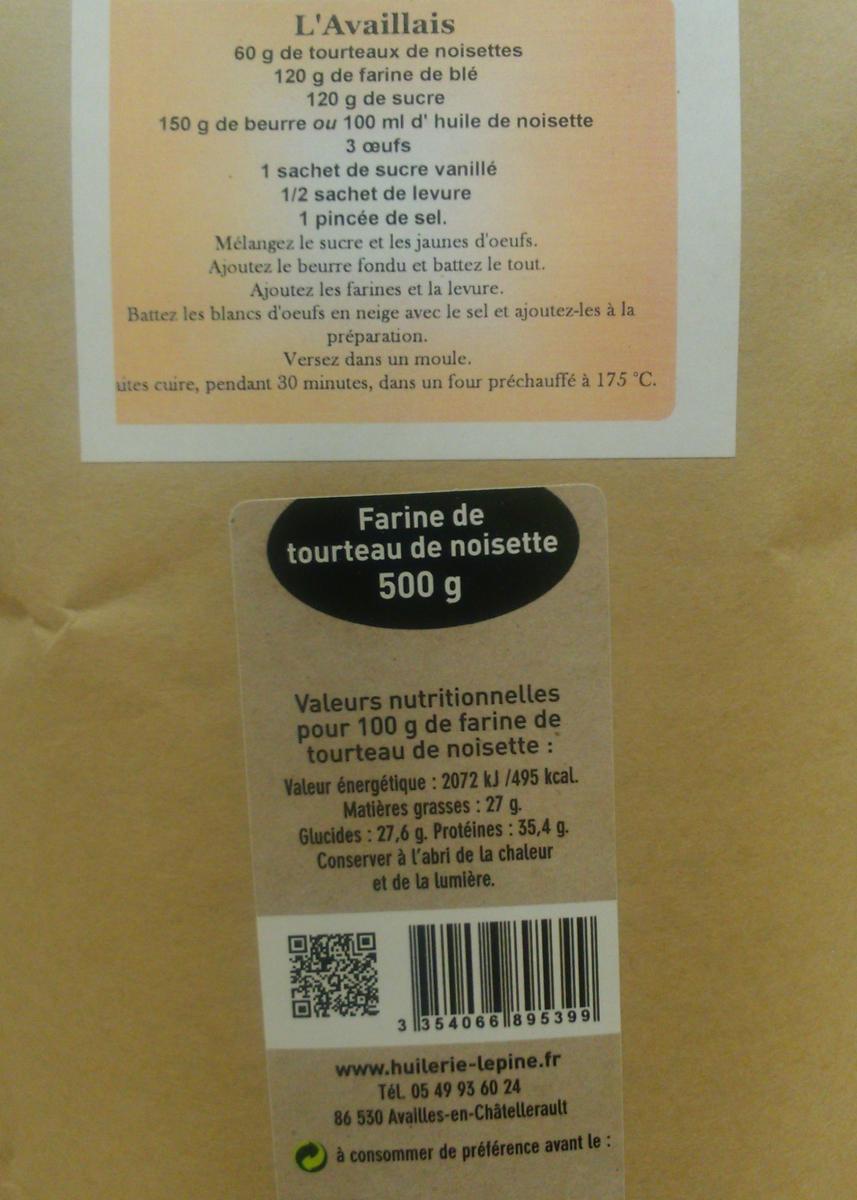 L'Availlais
60 g de tourteaux de noisettes
120 g de farine de blé
120 g de sucre
150 g de beurre ou 100 ml d' huile de noisette
3 œufs
1 sachet de sucre vanillé
1/2 sachet de levure
1 pincée de sel.
Mélangez le sucre et les jaunes d'oeufs.
Ajoutez le beurre fondu et battez le tout.
Ajoutez les farines et la levure.
Battez les blancs d'oeufs en neige avec le sel et ajoutez-les à la
préparation.
Versez dans un moule.
utes cuire, pendant 30 minutes, dans un four préchauffé à 175 °C.
Farine de
tourteau de noisette
500 g
Valeurs nutritionnelles
pour 100 g de farine de
tourteau de noisette :
Valeur énergétique : 2072 kJ /495 kcal.
Matières grasses : 27 g.
Glucides : 27,6 g. Protéines : 35,4 g.
Conserver à l'abri de la chaleur
et de la lumière.
3 354066 895399
www.huilerie-lepine.fr
Tél. 05 49 93 60 24
86 530 Availles-en-Châtellerault
à consommer de préférence avant le :